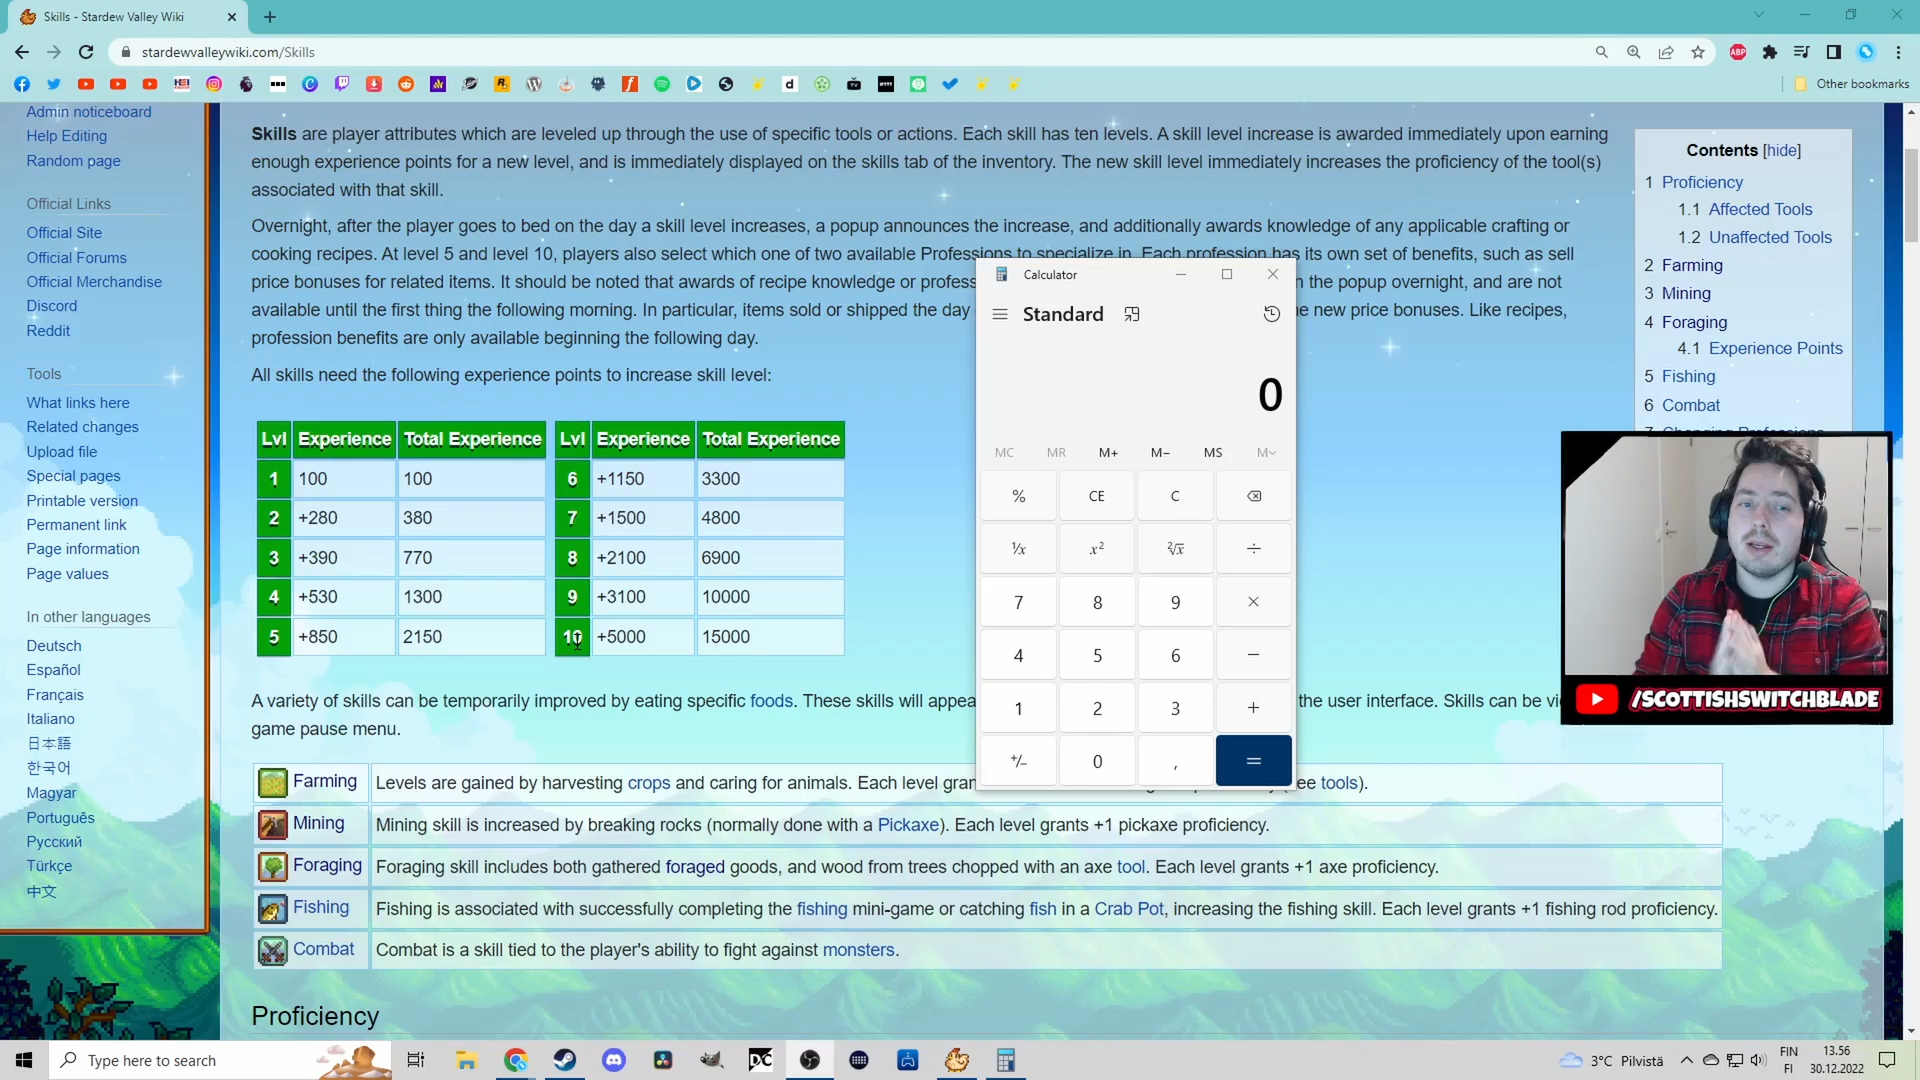 Skills - Stardew Valley Wiki
stardewvalleywiki.com/Skills
Other bookmarks
Admin noticeboard
Help Editing
Random page
Official Links
Official Site
Official Forums
Official Merchandise
Discord
Reddit
Tools
What links here
Related changes
Upload file
Special pages
Printable version
Permanent link
Page information
Page values
In other languages
Deutsch
Español
Français
Italiano
日本語
한국어
Magyar
Português
Русский
Türkçe
中文
Skills are player attributes which are leveled up through the use of specific tools or actions. Each skill has ten levels. A skill level increase is awarded immediately upon earning
enough experience points for a new level, and is immediately displayed on the skills tab of the inventory. The new skill level immediately increases the proficiency of the tool(s)
associated with that skill.
Overnight, after the player goes to bed on the day a skill level increases, a popup announces the increase, and additionally awards knowledge of any applicable crafting or
cooking recipes. At level 5 and level 10, players also select which one of two available Professions to specialize in. Each profession has its own set of benefits, such as sell
price bonuses for related items. It should be noted that awards of recipe knowledge or profess n the popup overnight, and are not
available until the first thing the following morning. In particular, items sold or shipped the day he new price bonuses. Like recipes,
profession benefits are only available beginning the following day.
All skills need the following experience points to increase skill level:
Lvl Experience Total Experience Lvl Experience Total Experience
1 100 100 6 +1150 3300
2 +280 380 7 +1500 4800
3 +390 770 8 +2100 6900
4 +530 1300 9 +3100 10000
5 +850 2150 10 +5000 15000
A variety of skills can be temporarily improved by eating specific foods. These skills will appea the user interface. Skills can be vi
game pause menu.
Farming Levels are gained by harvesting crops and caring for animals. Each level gran ee tools).
Mining Mining skill is increased by breaking rocks (normally done with a Pickaxe). Each level grants +1 pickaxe proficiency.
Foraging Foraging skill includes both gathered foraged goods, and wood from trees chopped with an axe tool. Each level grants +1 axe proficiency.
Fishing Fishing is associated with successfully completing the fishing mini-game or catching fish in a Crab Pot, increasing the fishing skill. Each level grants +1 fishing rod proficiency.
Combat Combat is a skill tied to the player's ability to fight against monsters.
Proficiency
Contents [hide]
1 Proficiency
1.1 Affected Tools
1.2 Unaffected Tools
2 Farming
3 Mining
4 Foraging
4.1 Experience Points
5 Fishing
6 Combat
7 Changing Professions
Calculator
Standard
0
MC MR M+ M− MS M˅
% CE C
¹/x x² ²√x ÷
7 8 9 ×
4 5 6 −
1 2 3 +
+/− 0 , =
/SCOTTISHSWITCHBLADE
Type here to search
3°C Pilvistä
FIN
FI
13.56
30.12.2022